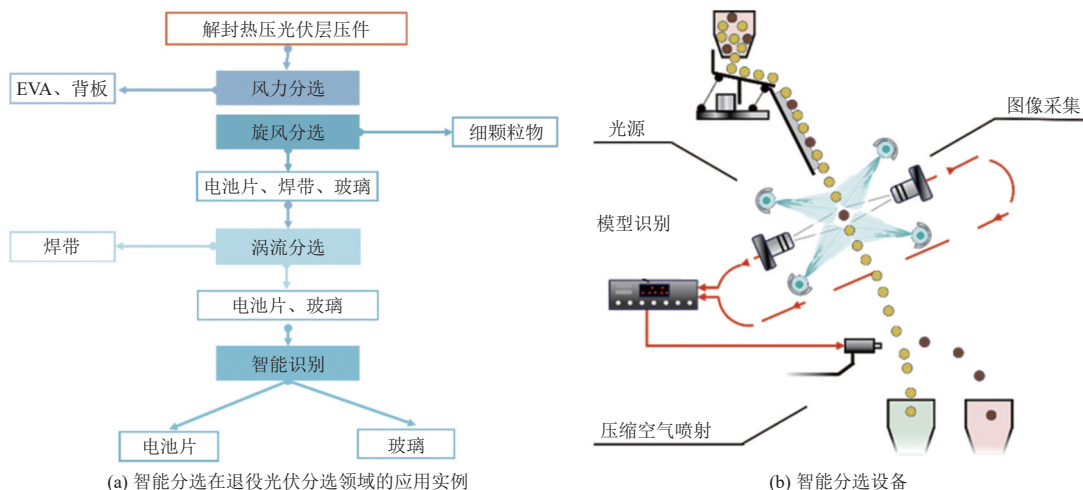 解封热压光伏层压件
EVA、背板
风力分选
旋风分选
细颗粒物
电池片、焊带、玻璃
焊带
涡流分选
电池片、玻璃
智能识别
电池片
玻璃
(a) 智能分选在退役光伏分选领域的应用实例
光源
图像采集
模型识别
压缩空气喷射
(b) 智能分选设备